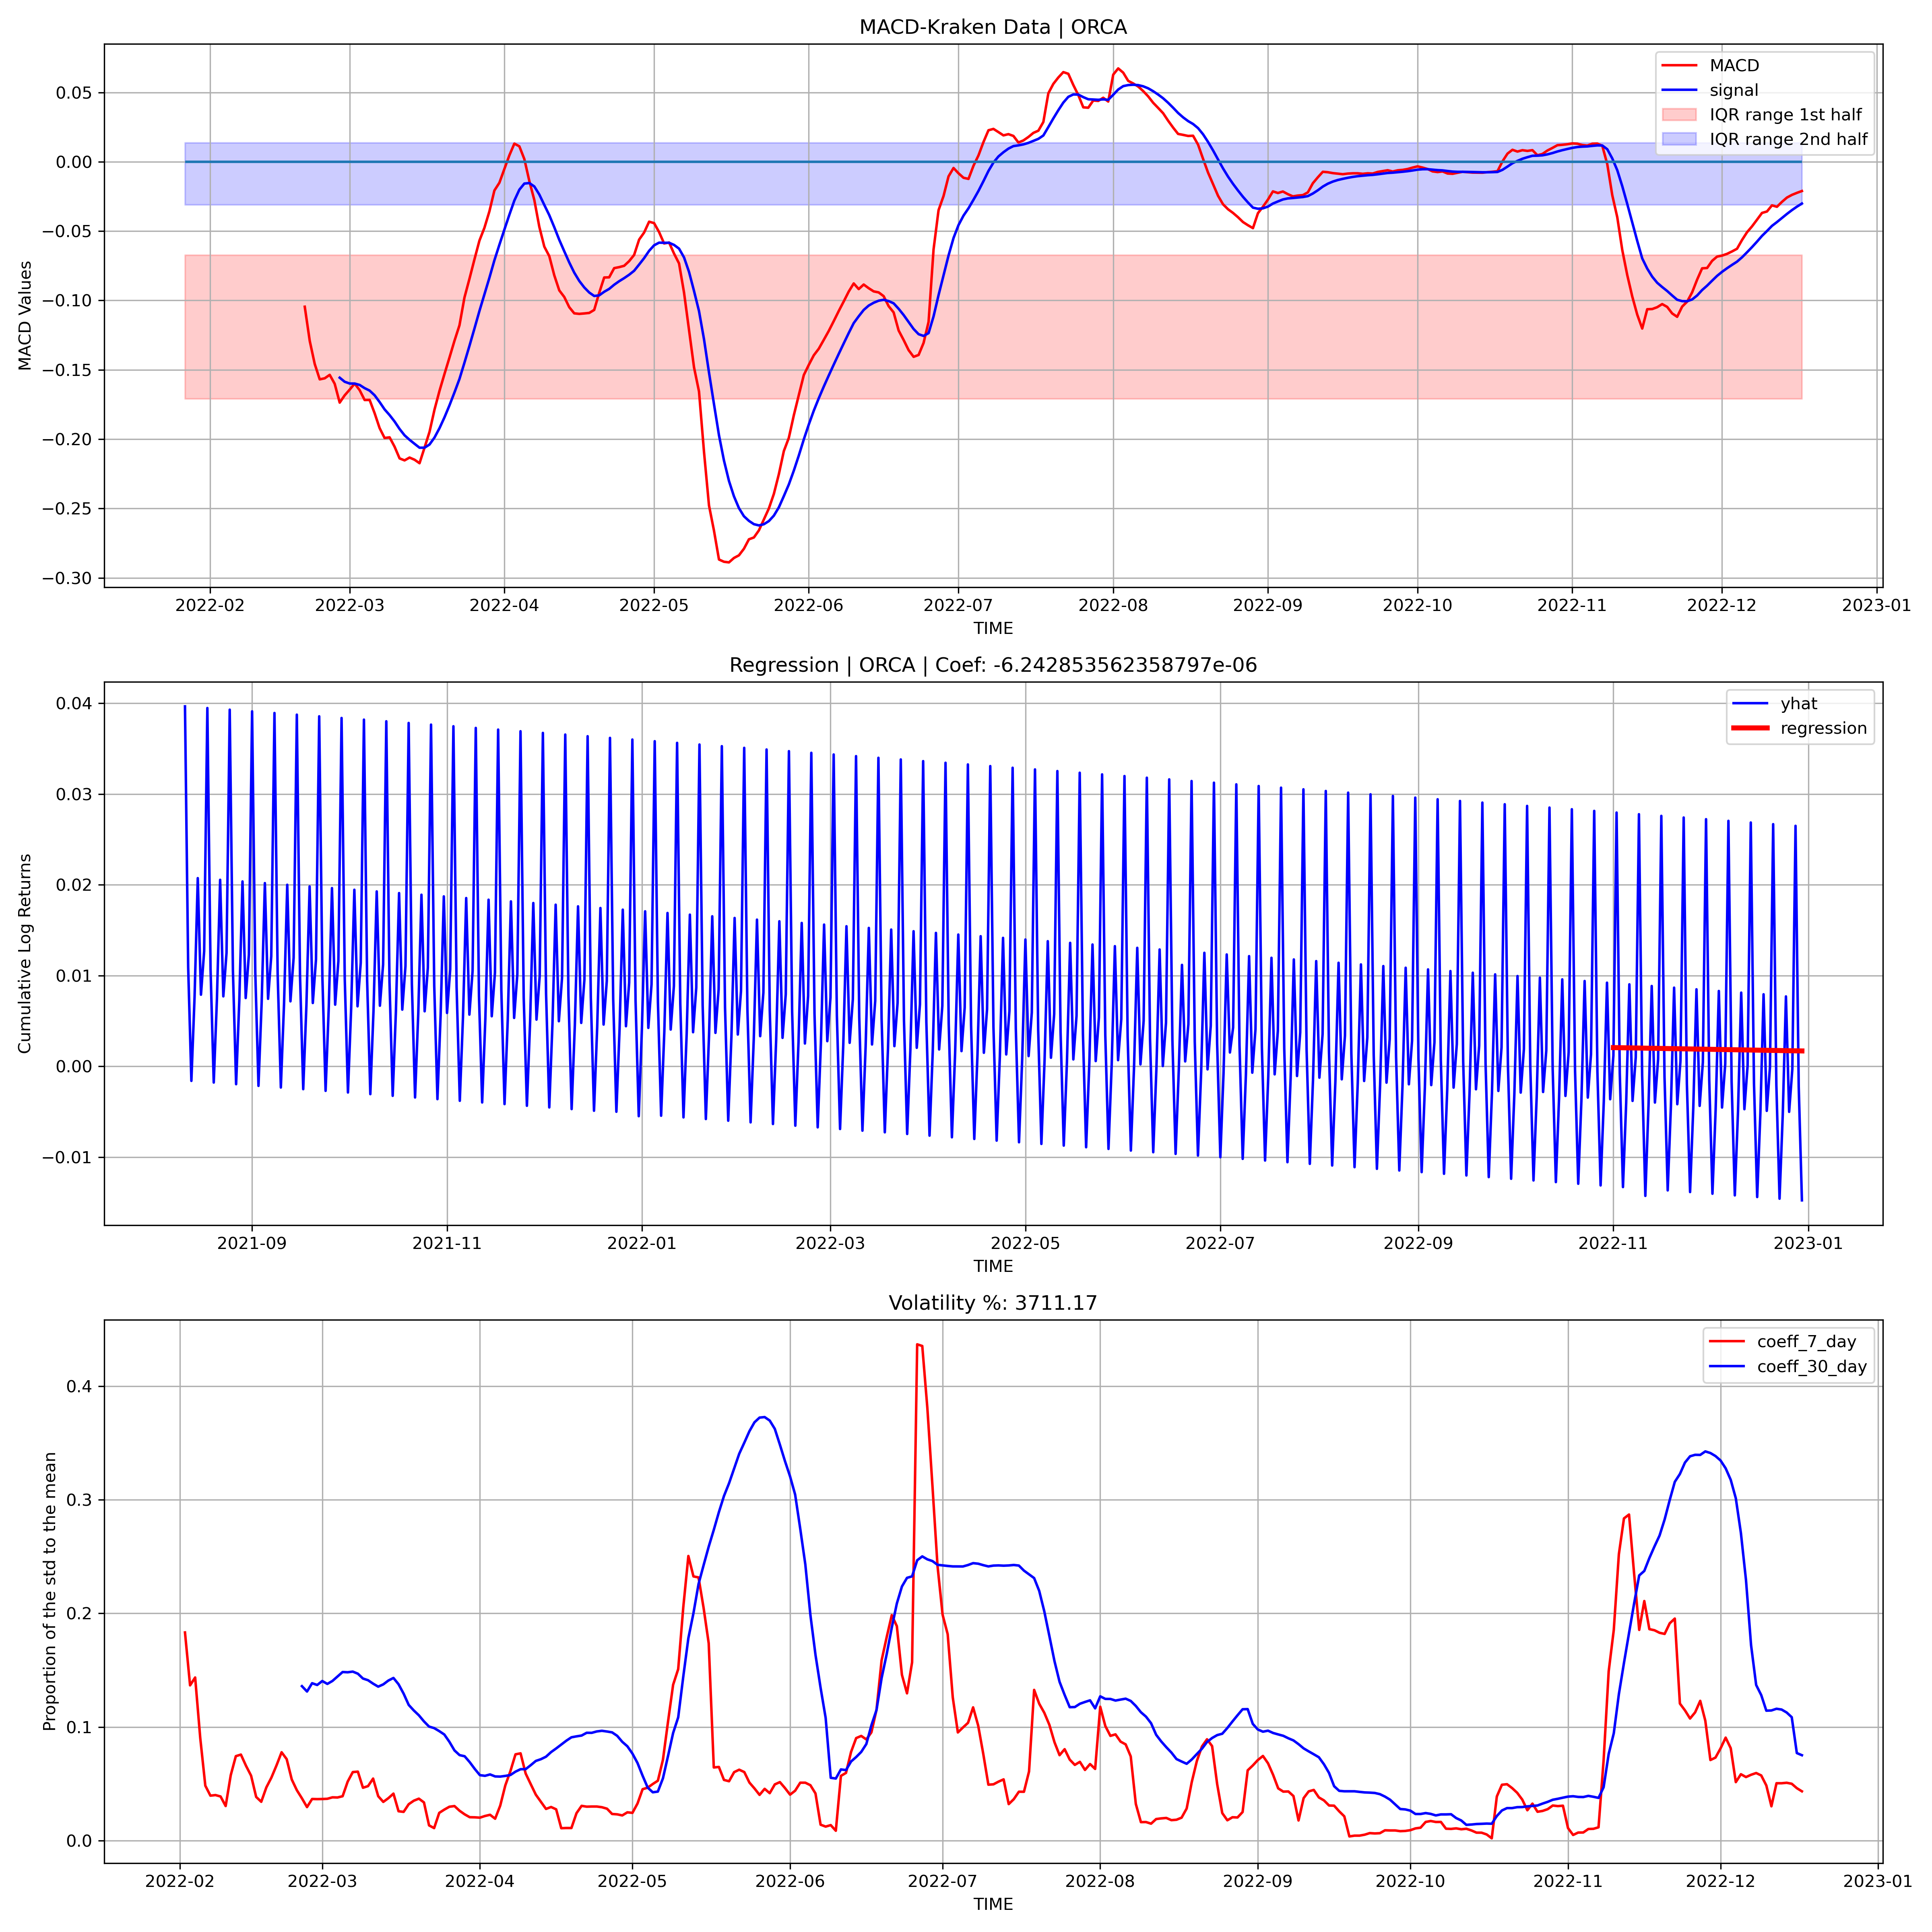 MACD-Kraken Data | ORCA
MACD
signal
IQR range 1st half
IQR range 2nd half
0.05
0.00
−0.05
−0.10
−0.15
−0.20
−0.25
−0.30
MACD Values
2022-02 2022-03 2022-04 2022-05 2022-06 2022-07 2022-08 2022-09 2022-10 2022-11 2022-12 2023-01
TIME
Regression | ORCA | Coef: -6.242853562358797e-06
yhat
regression
0.04
0.03
0.02
0.01
0.00
−0.01
Cumulative Log Returns
2021-09 2021-11 2022-01 2022-03 2022-05 2022-07 2022-09 2022-11 2023-01
TIME
Volatility %: 3711.17
coeff_7_day
coeff_30_day
0.4
0.3
0.2
0.1
0.0
Proportion of the std to the mean
2022-02 2022-03 2022-04 2022-05 2022-06 2022-07 2022-08 2022-09 2022-10 2022-11 2022-12 2023-01
TIME